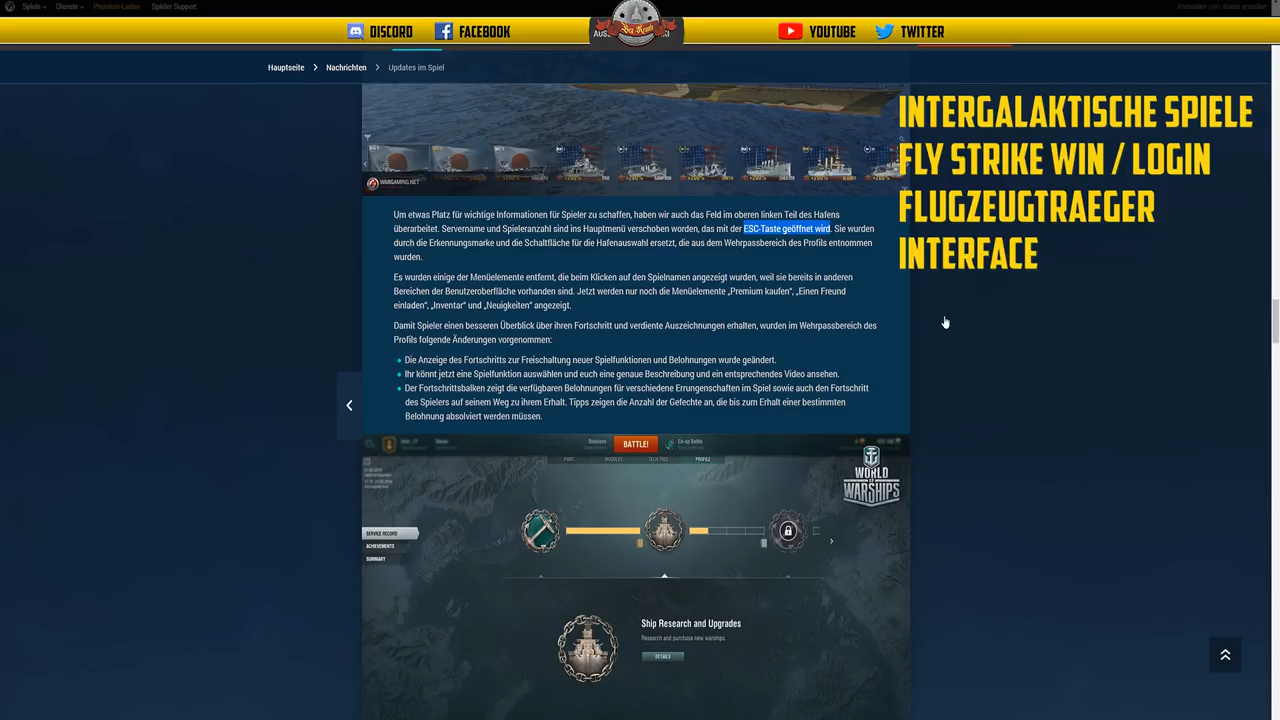 Spiele
Dienste
Premium-Laden
Spieler Support
Anmelden oder Konto erstellen
DISCORD
FACEBOOK
YOUTUBE
TWITTER
Hauptseite
Nachrichten
Updates im Spiel
INTERGALAKTISCHE SPIELE
FLY STRIKE WIN / LOGIN
FLUGZEUGTRAEGER
INTERFACE
WARGAMING.NET
Um etwas Platz für wichtige Informationen für Spieler zu schaffen, haben wir auch das Feld im oberen linken Teil des Hafens
überarbeitet. Servername und Spieleranzahl sind ins Hauptmenü verschoben worden, das mit der ESC-Taste geöffnet wird. Sie wurden
durch die Erkennungsmarke und die Schaltfläche für die Hafenauswahl ersetzt, die aus dem Wehrpassbereich des Profils entnommen
wurden.
Es wurden einige der Menüelemente entfernt, die beim Klicken auf den Spielnamen angezeigt wurden, weil sie bereits in anderen
Bereichen der Benutzeroberfläche vorhanden sind. Jetzt werden nur noch die Menüelemente „Premium kaufen“, „Einen Freund
einladen“, „Inventar“ und „Neuigkeiten“ angezeigt.
Damit Spieler einen besseren Überblick über ihren Fortschritt und verdiente Auszeichnungen erhalten, wurden im Wehrpassbereich des
Profils folgende Änderungen vorgenommen:
Die Anzeige des Fortschritts zur Freischaltung neuer Spielfunktionen und Belohnungen wurde geändert.
Ihr könnt jetzt eine Spielfunktion auswählen und euch eine genaue Beschreibung und ein entsprechendes Video ansehen.
Der Fortschrittsbalken zeigt die verfügbaren Belohnungen für verschiedene Errungenschaften im Spiel sowie auch den Fortschritt
des Spielers auf seinem Weg zu ihrem Erhalt. Tipps zeigen die Anzahl der Gefechte an, die bis zum Erhalt einer bestimmten
Belohnung absolviert werden müssen.
Divisions
BATTLE!
Co-op Battle
PORT
MODULES
TECH TREE
PROFILE
WORLD
OF
WARSHIPS
SERVICE RECORD
ACHIEVEMENTS
SUMMARY
Ship Research and Upgrades
Research and purchase new warships.
DETAILS